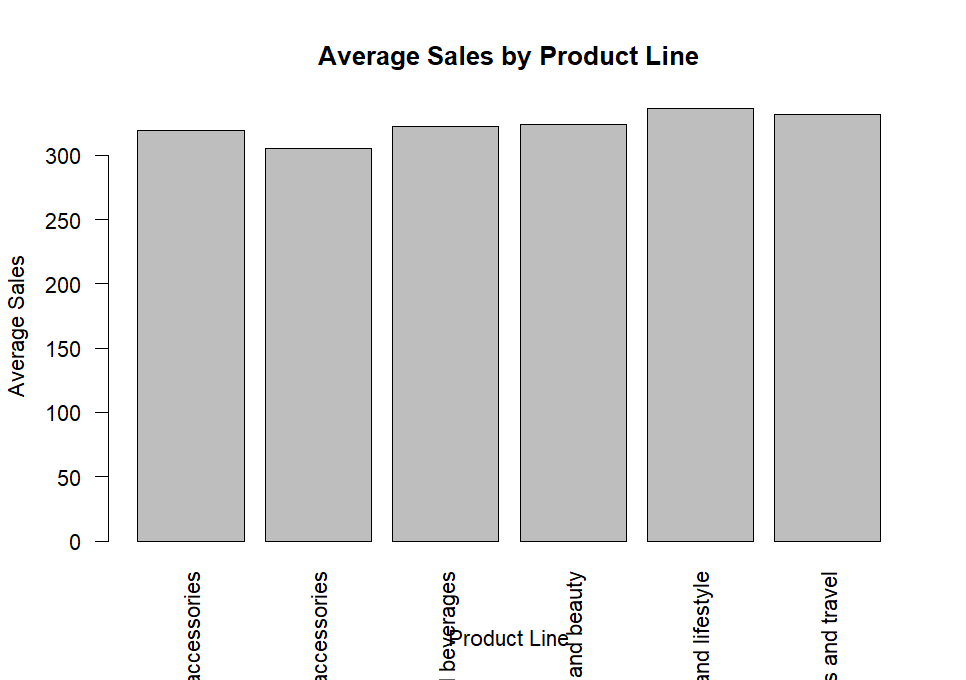 Average Sales by Product Line
Average Sales
300
250
200
150
100
50
0
accessories
accessories
beverages
and beauty
and lifestyle
s and travel
Product Line